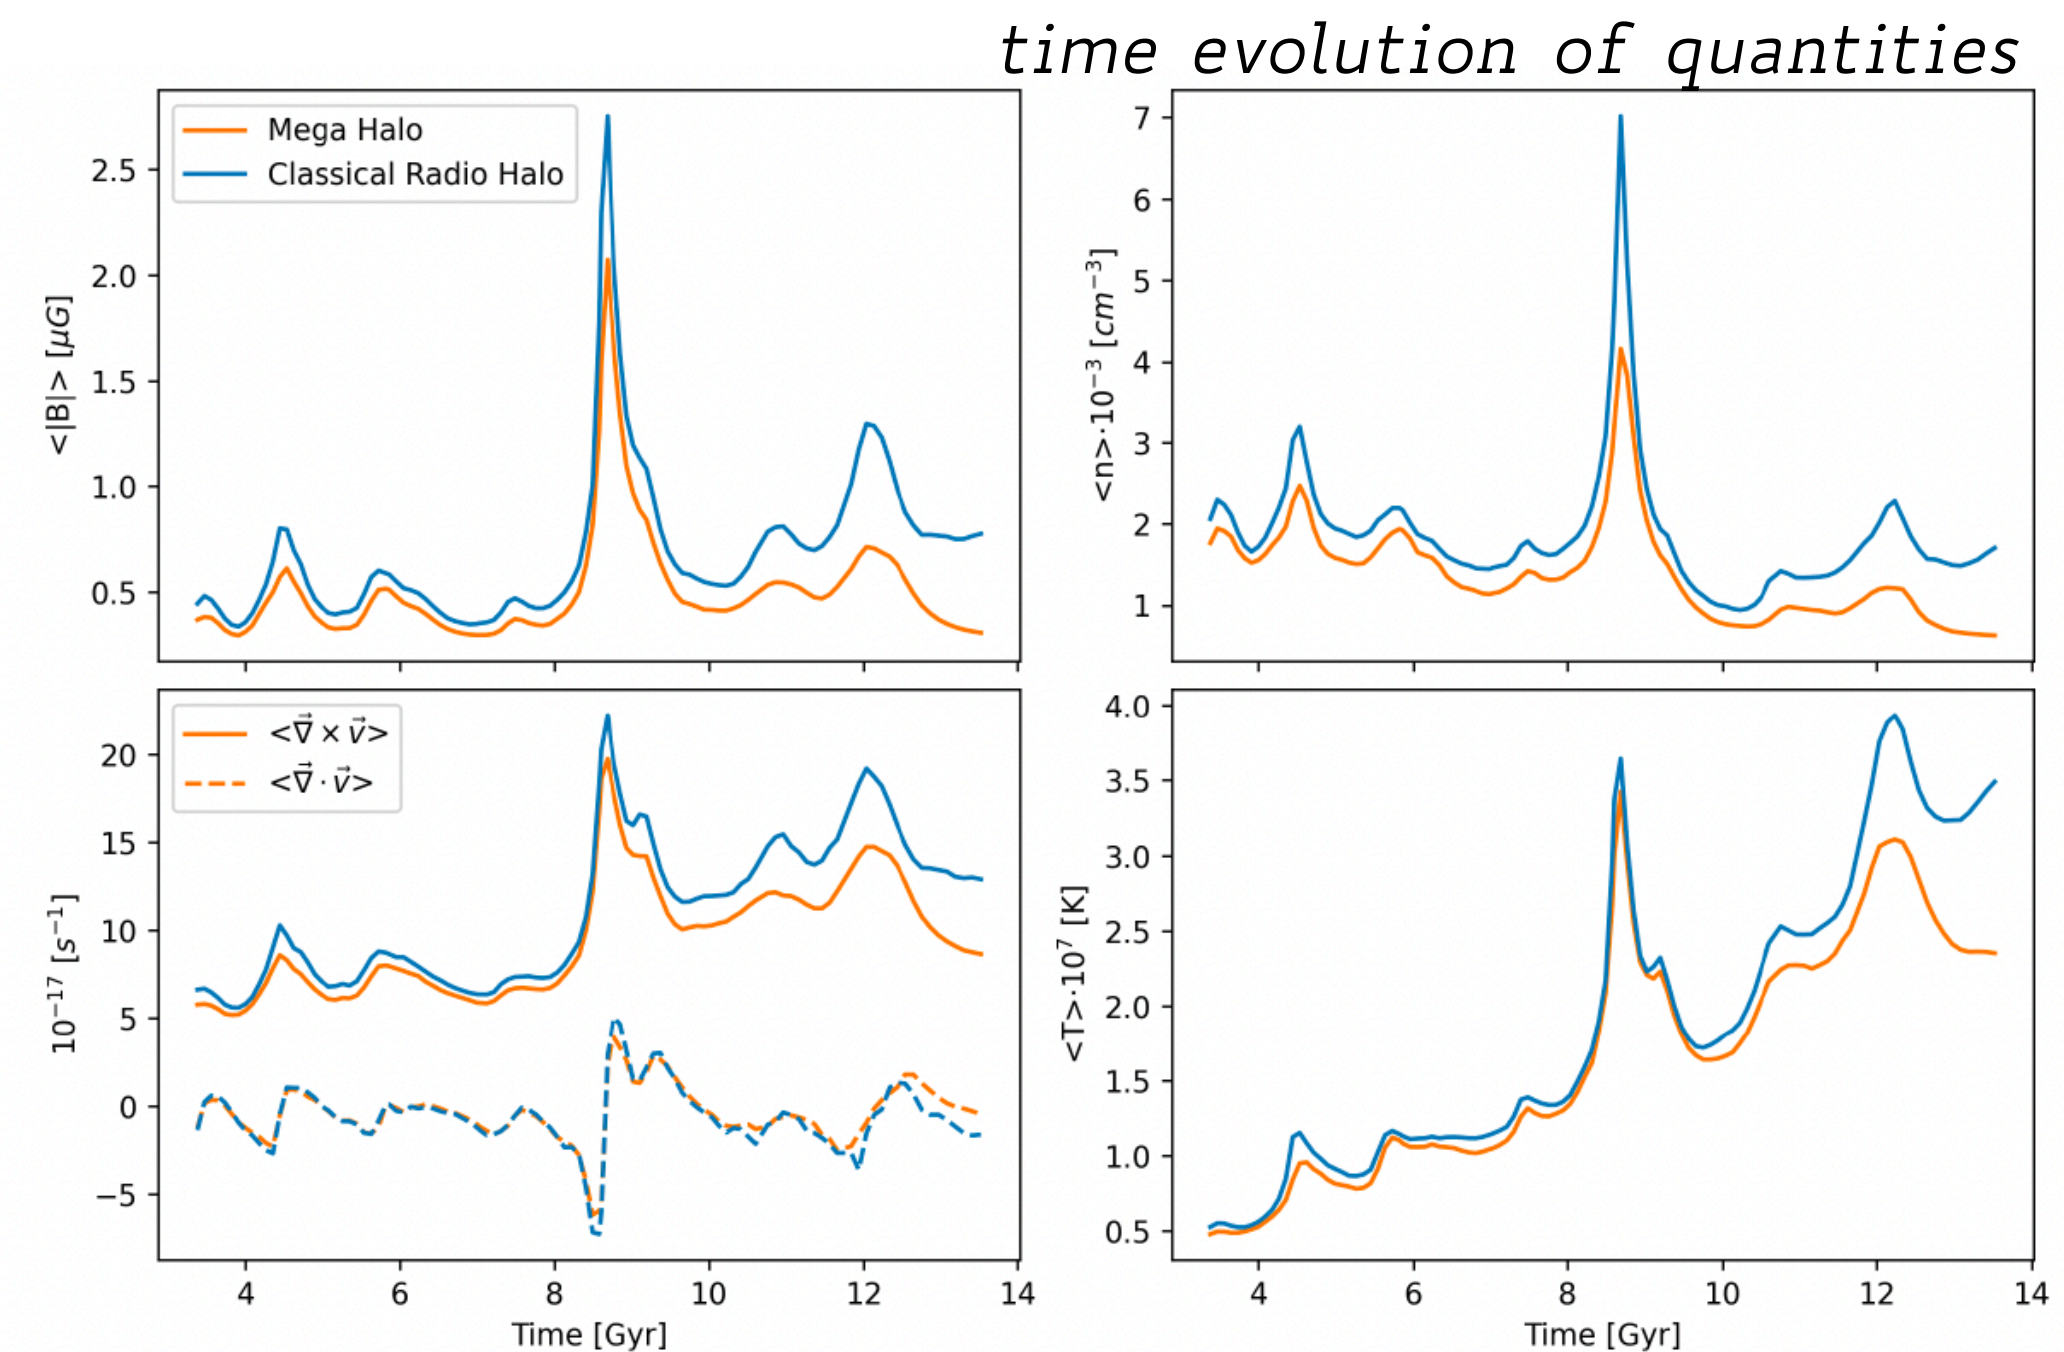 time evolution of quantities
Mega Halo
Classical Radio Halo
<|B|> [μG]
2.5
2.0
1.5
1.0
0.5
<n>·10⁻³ [cm⁻³]
7
6
5
4
3
2
1
<∇⃗ × v⃗>
<∇⃗ · v⃗>
10⁻¹⁷ [s⁻¹]
20
15
10
5
0
−5
4 6 8 10 12 14
Time [Gyr]
<T>·10⁷ [K]
4.0
3.5
3.0
2.5
2.0
1.5
1.0
0.5
4 6 8 10 12 14
Time [Gyr]